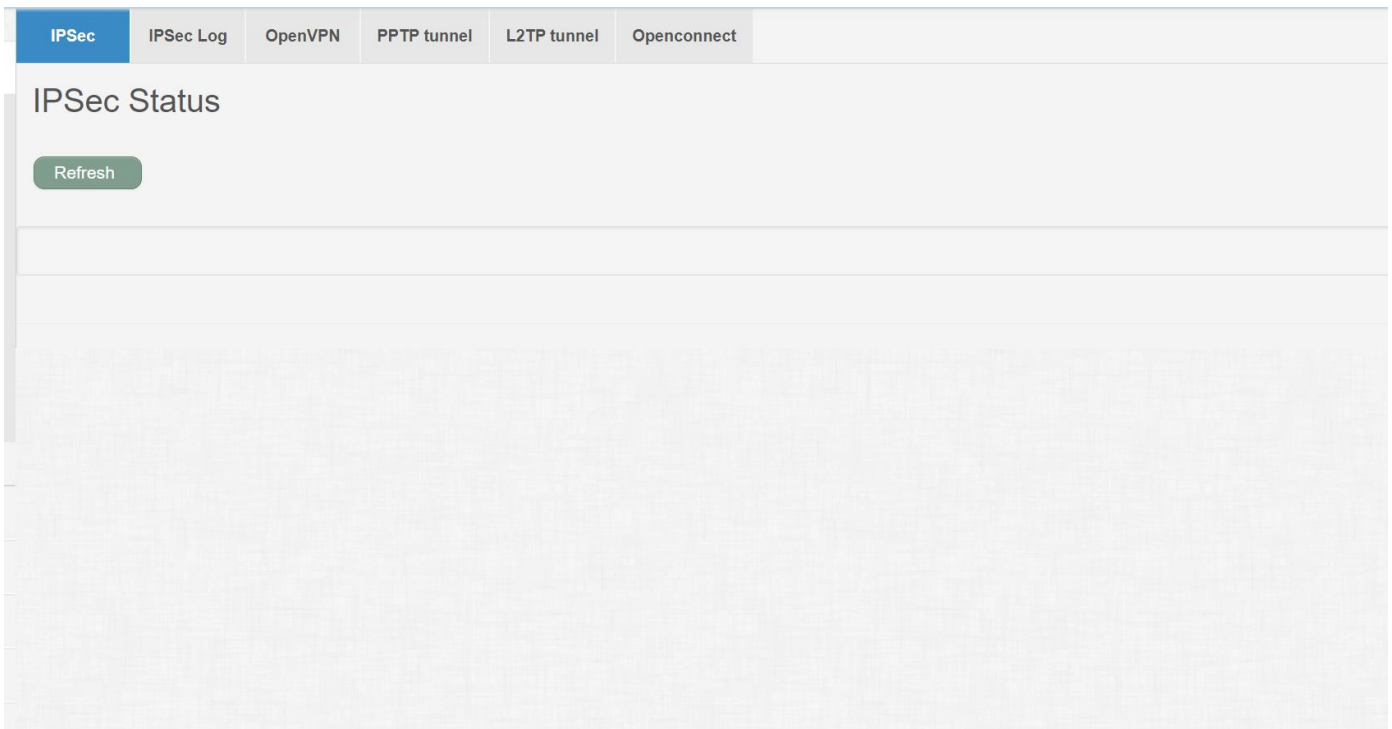 IPSec IPSec Log OpenVPN PPTP tunnel L2TP tunnel Openconnect
IPSec Status
Refresh